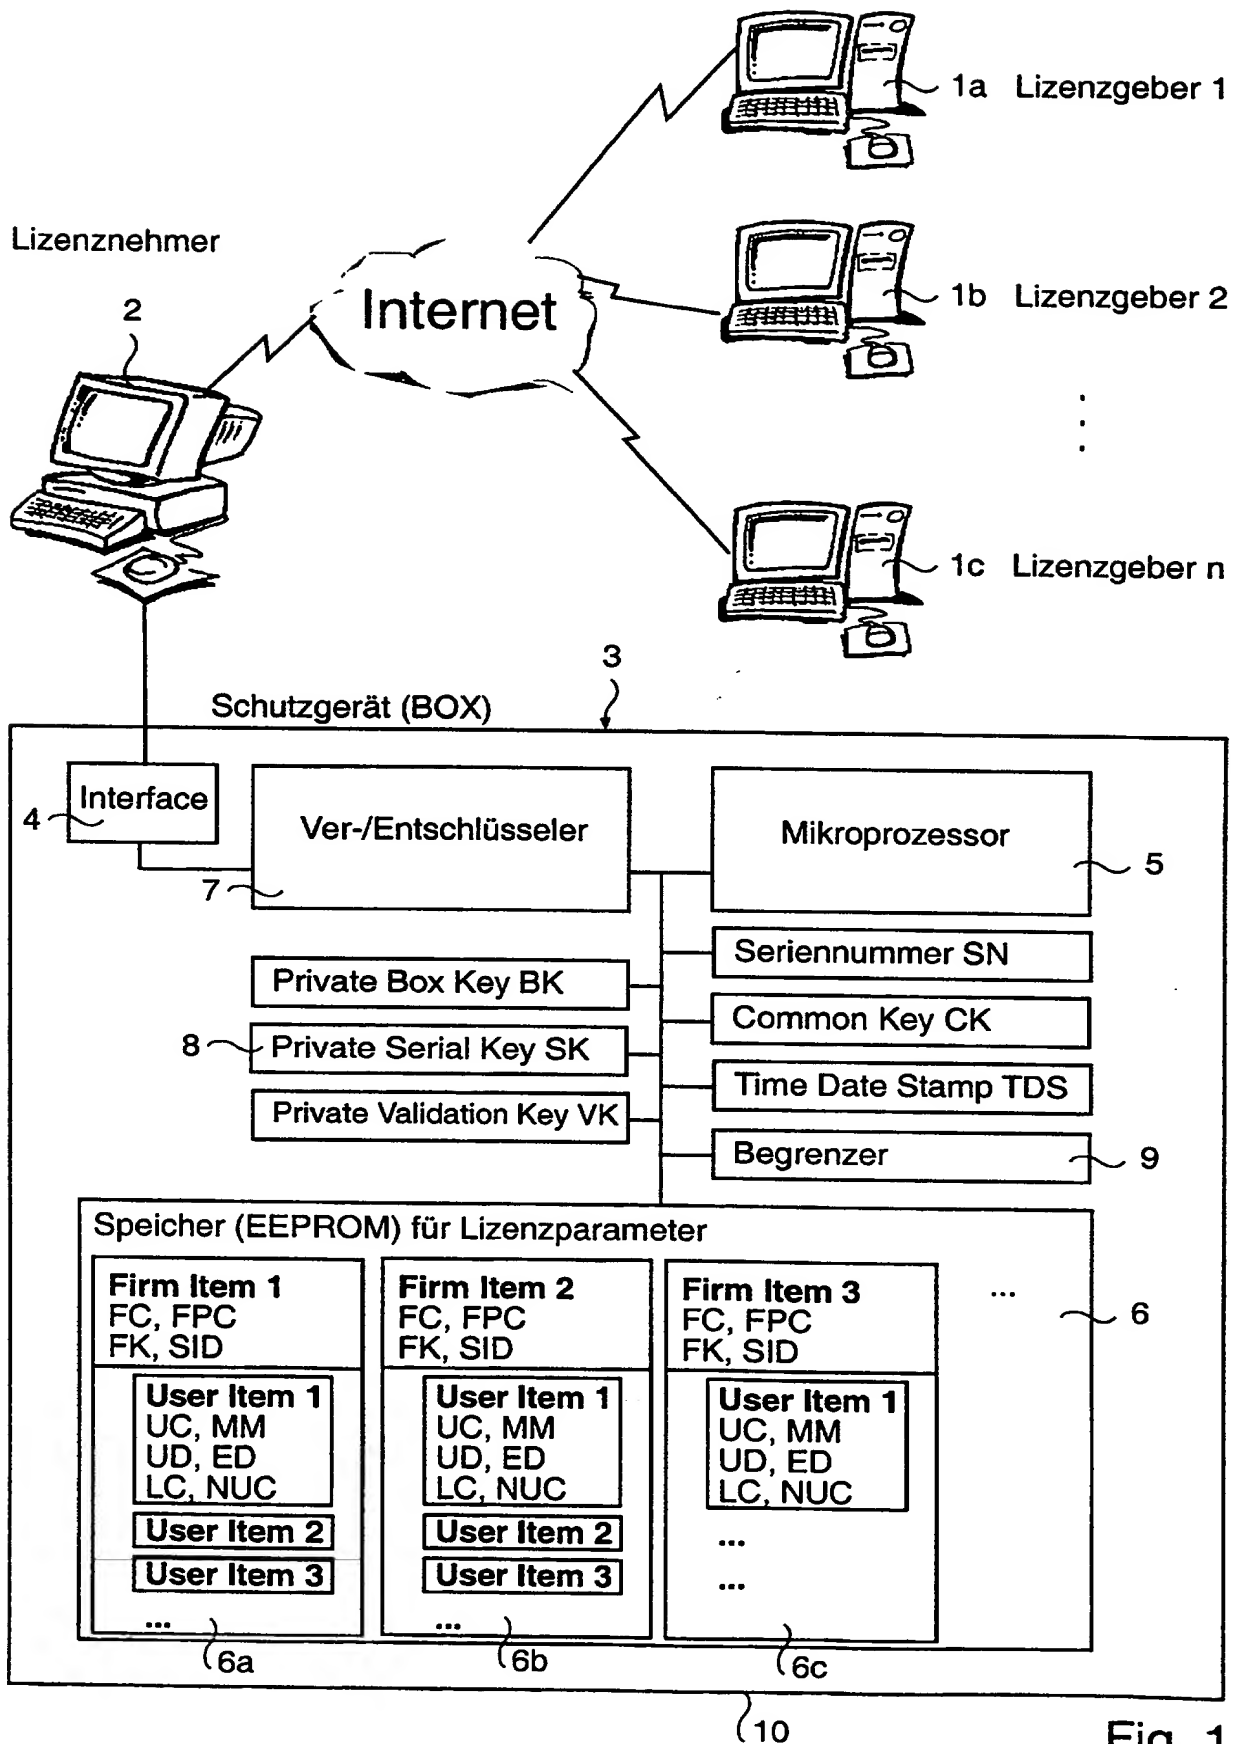 1a Lizenzgeber 1
Lizenznehmer
1b Lizenzgeber 2
Internet
2
1c Lizenzgeber n
3
Schutzgerät (BOX)
Interface
4
Ver-/Entschlüsseler
7
Mikroprozessor
5
Seriennummer SN
Private Box Key BK
Common Key CK
8
Private Serial Key SK
Time Date Stamp TDS
Private Validation Key VK
Begrenzer
9
Speicher (EEPROM) für Lizenzparameter
Firm Item 1
FC, FPC
FK, SID
User Item 1
UC, MM
UD, ED
LC, NUC
User Item 2
User Item 3
...
6a
Firm Item 2
FC, FPC
FK, SID
User Item 1
UC, MM
UD, ED
LC, NUC
User Item 2
User Item 3
...
6b
Firm Item 3
FC, FPC
FK, SID
User Item 1
UC, MM
UD, ED
LC, NUC
...
...
6c
...
6
10
Fig. 1